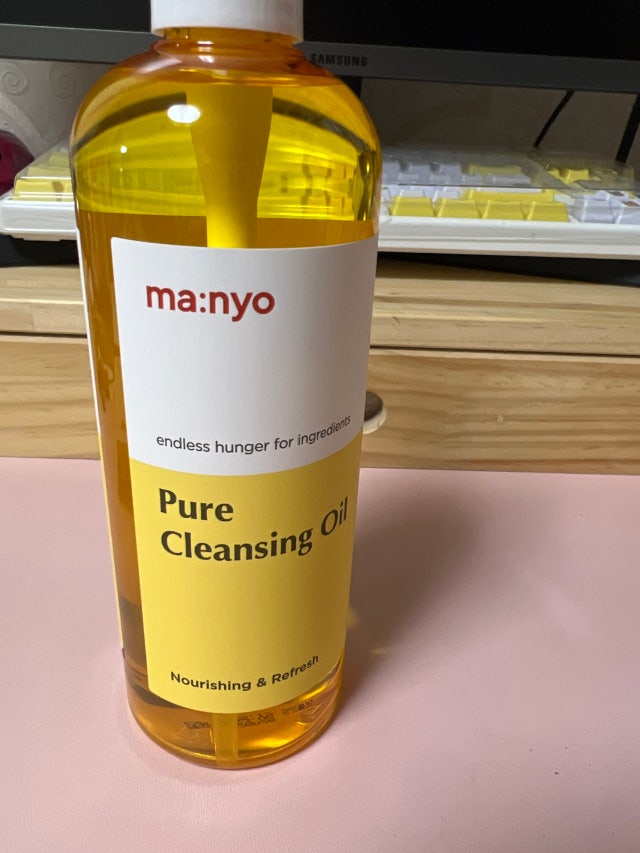 SAMSUNG
ma:nyo
endless hunger for ingredients
Pure
Cleansing Oil
Nourishing & Refresh